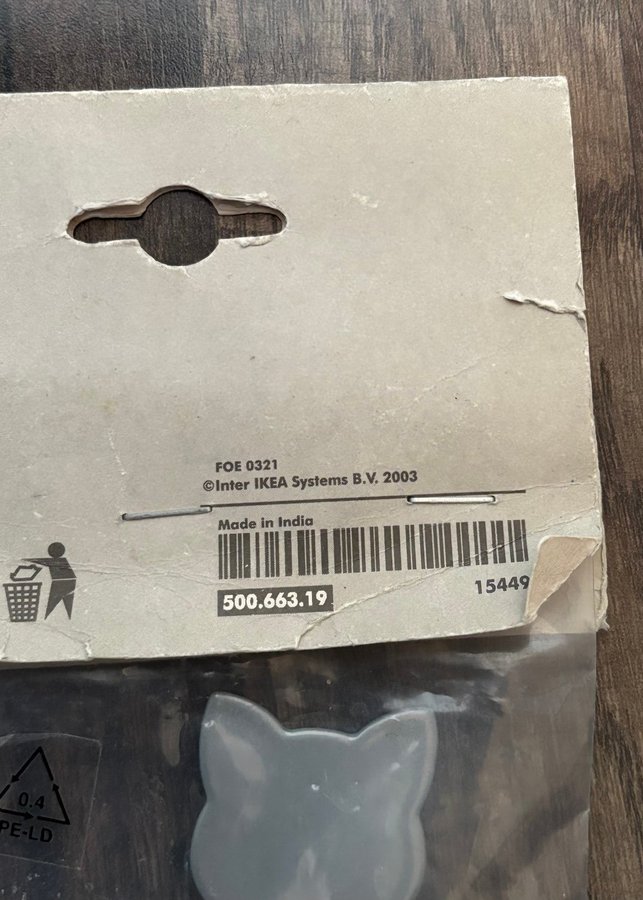 FOE 0321
©Inter IKEA Systems B.V. 2003
Made in India
500.663.19
15449
0.4
PE-LD